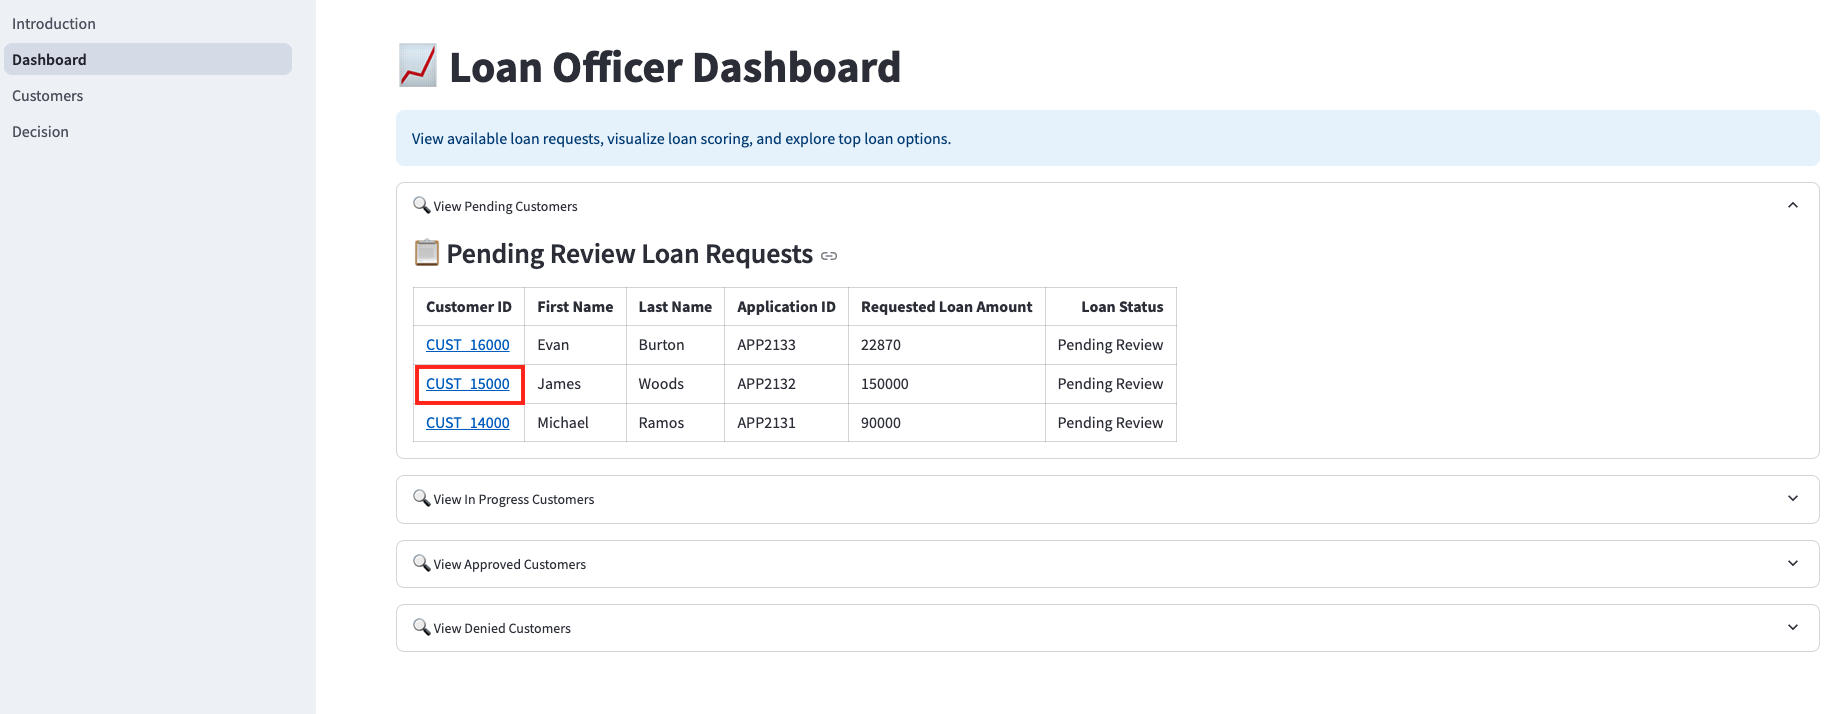 Introduction
Dashboard
Customers
Decision
Loan Officer Dashboard
View available loan requests, visualize loan scoring, and explore top loan options.
View Pending Customers
Pending Review Loan Requests
Customer ID First Name Last Name Application ID Requested Loan Amount Loan Status
CUST_16000 Evan Burton APP2133 22870 Pending Review
CUST_15000 James Woods APP2132 150000 Pending Review
CUST_14000 Michael Ramos APP2131 90000 Pending Review
View In Progress Customers
View Approved Customers
View Denied Customers